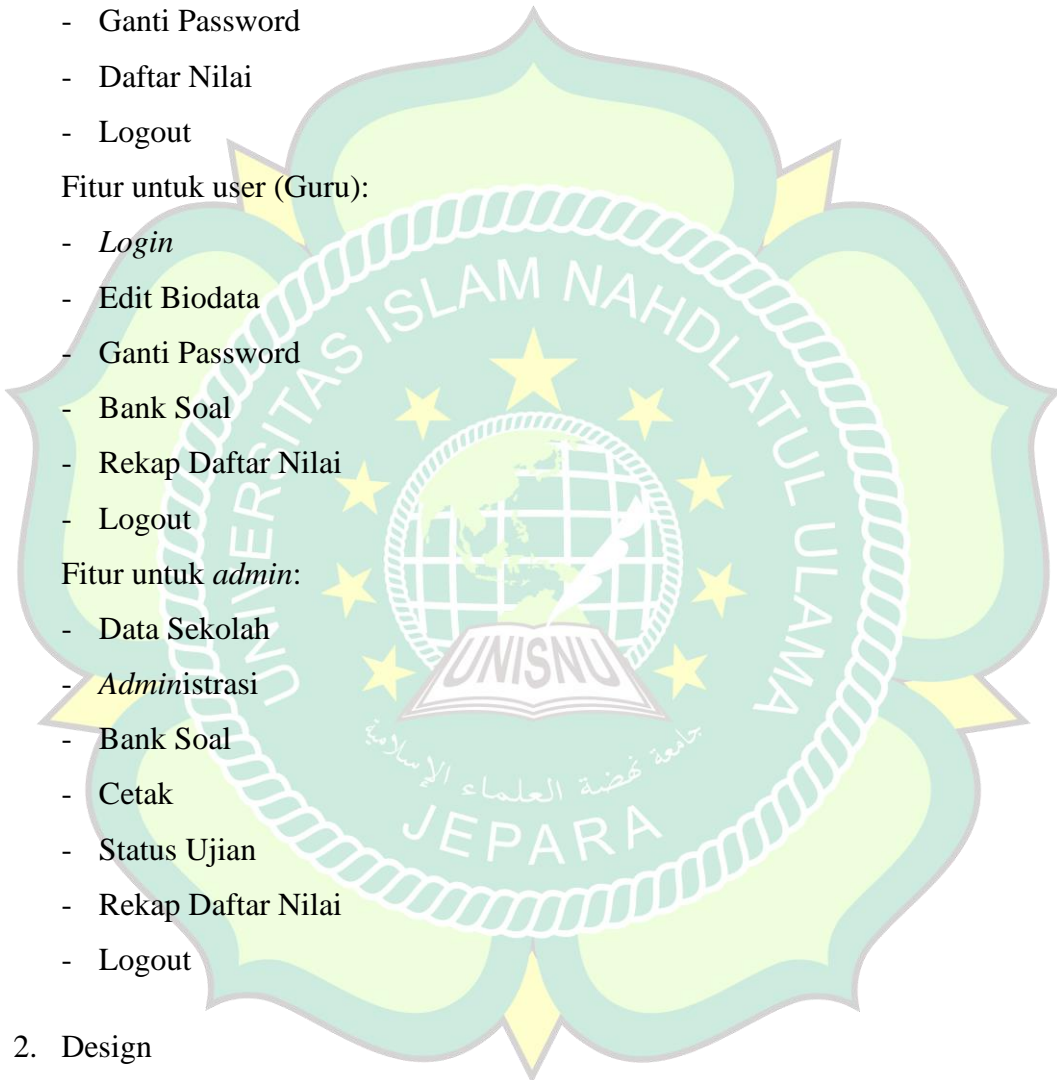 - Ganti Password
- Daftar Nilai
- Logout
Fitur untuk user (Guru):
- Login
- Edit Biodata
- Ganti Password
- Bank Soal
- Rekap Daftar Nilai
- Logout
Fitur untuk admin:
- Data Sekolah
- Administrasi
- Bank Soal
- Cetak
- Status Ujian
- Rekap Daftar Nilai
- Logout
2. Design
UNIVERSITAS ISLAM NAHDLATUL ULAMA
UNISNU
جامعة نهضة العلماء الإسلامية
JEPARA